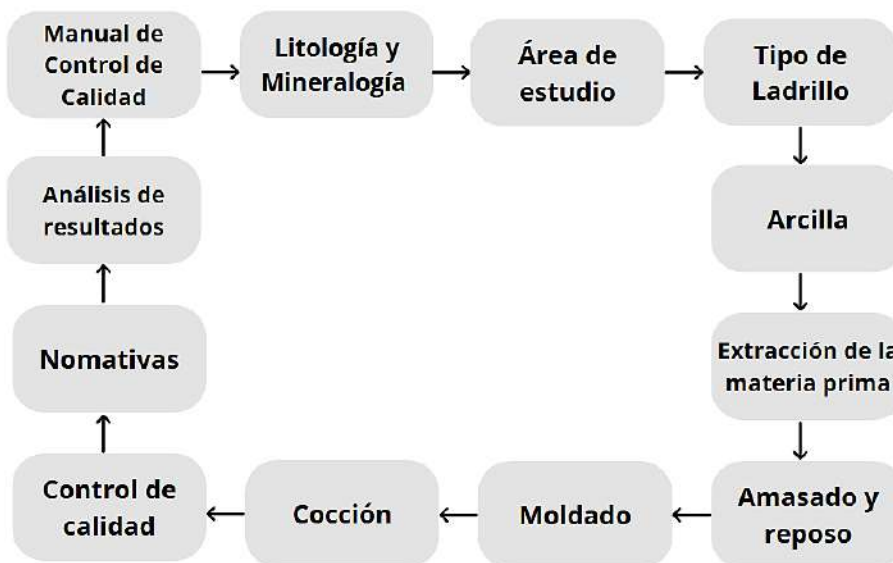 Manual de
Control de
Calidad
Litología y
Mineralogía
Área de
estudio
Tipo de
Ladrillo
Arcilla
Extracción de la
materia prima
Amasado y
reposo
Moldado
Cocción
Control de
calidad
Nomativas
Análisis de
resultados